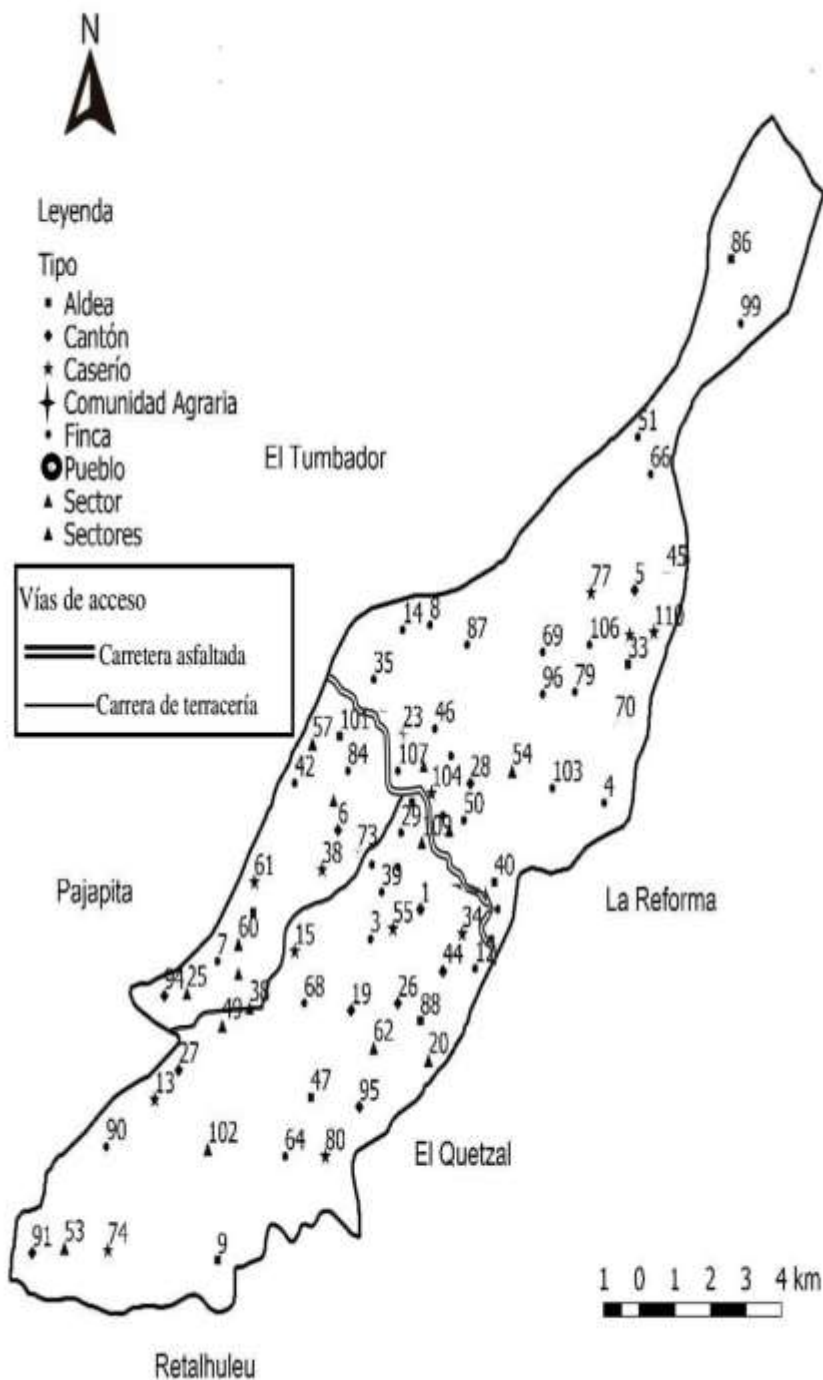 N
Leyenda
Tipo
Aldea
Cantón
Caserío
Comunidad Agraria
Finca
Pueblo
Sector
Sectores
Vías de acceso
Carretera asfaltada
Carrera de terracería
El Tumbador
Pajapita
La Reforma
El Quetzal
Retalhuleu
86
99
51
66
45
77 5
110
14 8
87
69 106
33
35
96 79
70
57 101 23 46
42 84 107
104 28 54
103 4
6 29 50
73 109
38 39
40
61
1
60 3 55 34
7 15
44 12
94 25
38 68 19 26
49 88
62 20
27
13 47 95
90 102 64 80
91 53 74 9
1 0 1 2 3 4 km